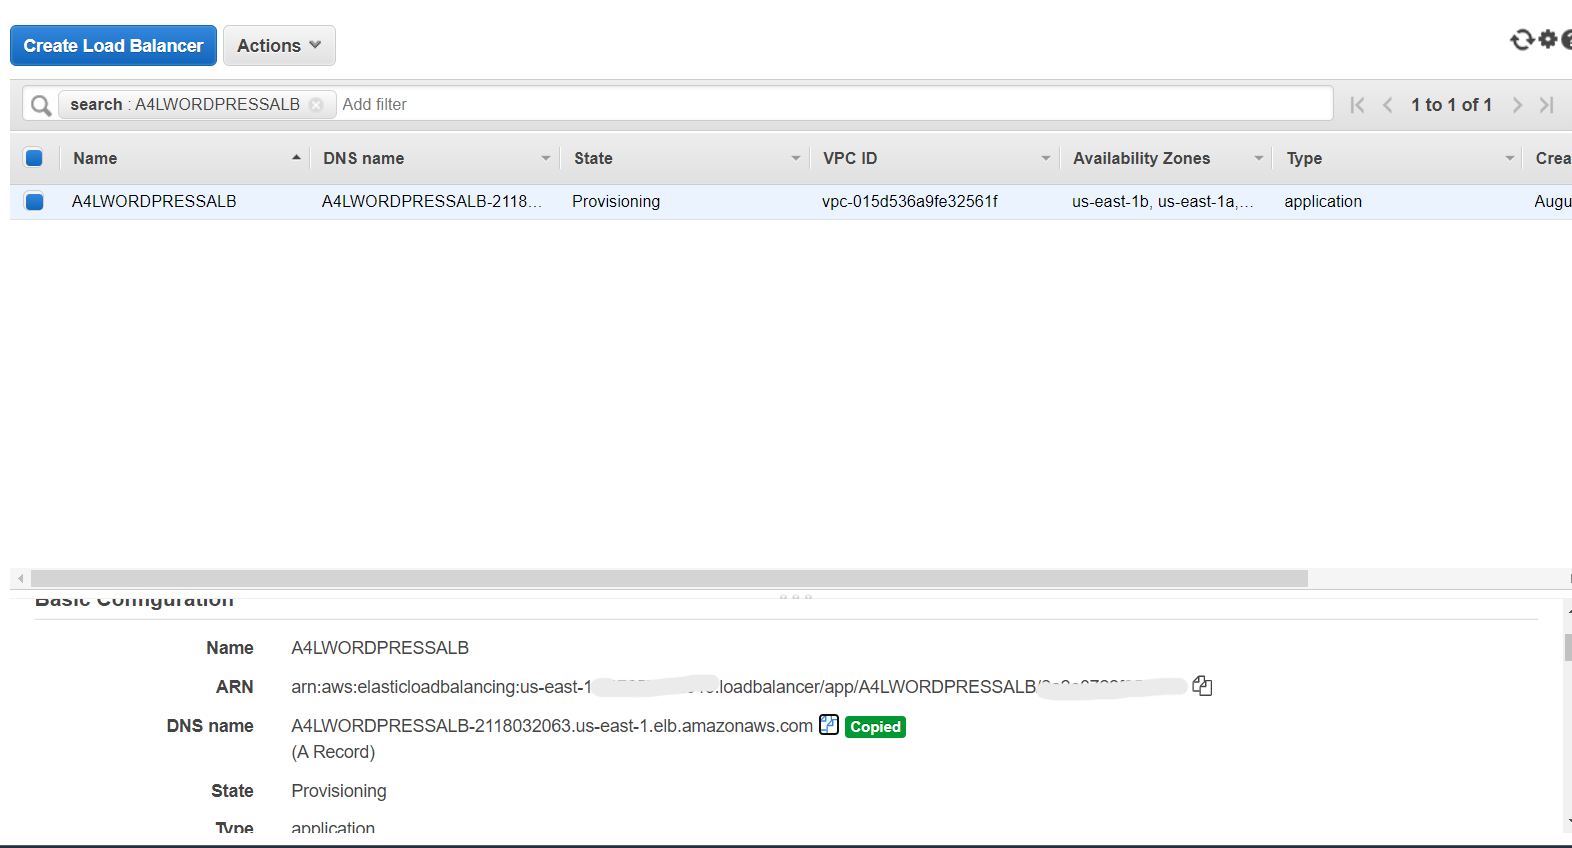 Create Load Balancer Actions
search : A4LWORDPRESSALB Add filter 1 to 1 of 1
Name DNS name State VPC ID Availability Zones Type Crea
A4LWORDPRESSALB A4LWORDPRESSALB-2118... Provisioning vpc-015d536a9fe32561f us-east-1b, us-east-1a,... application Augu
Basic Configuration
Name A4LWORDPRESSALB
ARN arn:aws:elasticloadbalancing:us-east-1 :loadbalancer/app/A4LWORDPRESSALB/
DNS name A4LWORDPRESSALB-2118032063.us-east-1.elb.amazonaws.com Copied
(A Record)
State Provisioning
Type application